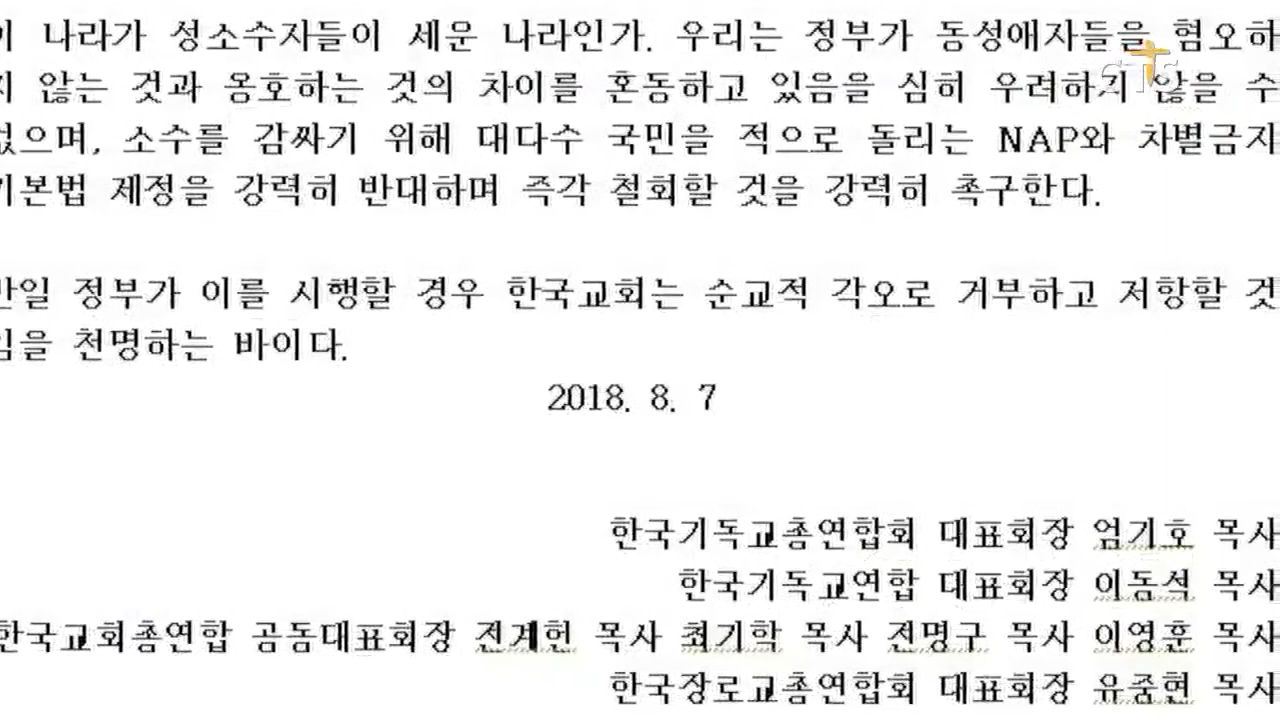 이 나라가 성소수자들이 세운 나라인가. 우리는 정부가 동성애자들을 혐오하
지 않는 것과 옹호하는 것의 차이를 혼동하고 있음을 심히 우려하지 않을 수
없으며, 소수를 감싸기 위해 대다수 국민을 적으로 돌리는 NAP와 차별금지
기본법 제정을 강력히 반대하며 즉각 철회할 것을 강력히 촉구한다.
만일 정부가 이를 시행할 경우 한국교회는 순교적 각오로 거부하고 저항할 것
임을 천명하는 바이다.
2018. 8. 7
한국기독교총연합회 대표회장 엄기호 목사
한국기독교연합 대표회장 이동석 목사
한국교회총연합 공동대표회장 전계헌 목사 최기학 목사 전명구 목사 이영훈 목사
한국장로교총연합회 대표회장 유중현 목사
CTS